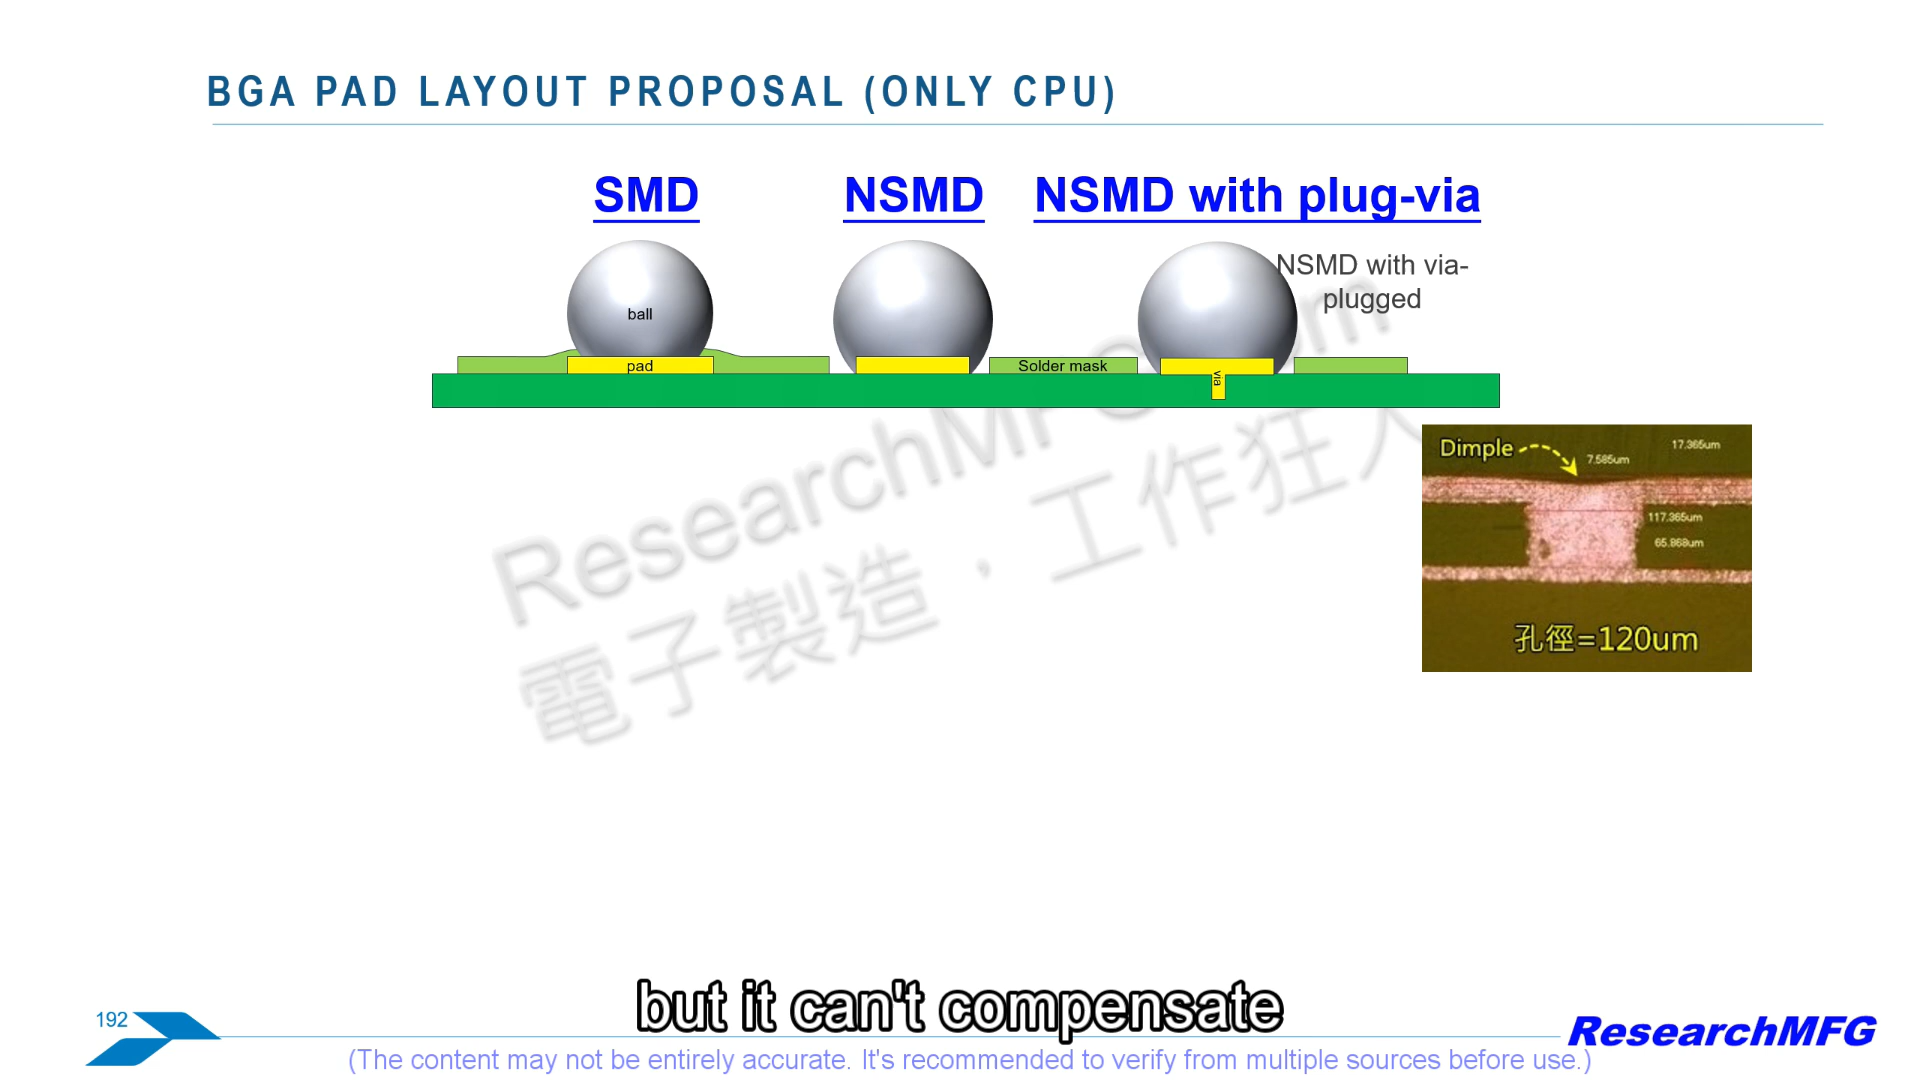 BGA PAD LAYOUT PROPOSAL (ONLY CPU)
SMD
NSMD
NSMD with plug-via
NSMD with via-
plugged
ball
pad
Solder mask
via
ResearchMFG.com
電子製造，工作狂人
Dimple
7.585um
17.365um
117.365um
65.868um
孔徑=120um
but it can't compensate
192
ResearchMFG
(The content may not be entirely accurate. It's recommended to verify from multiple sources before use.)